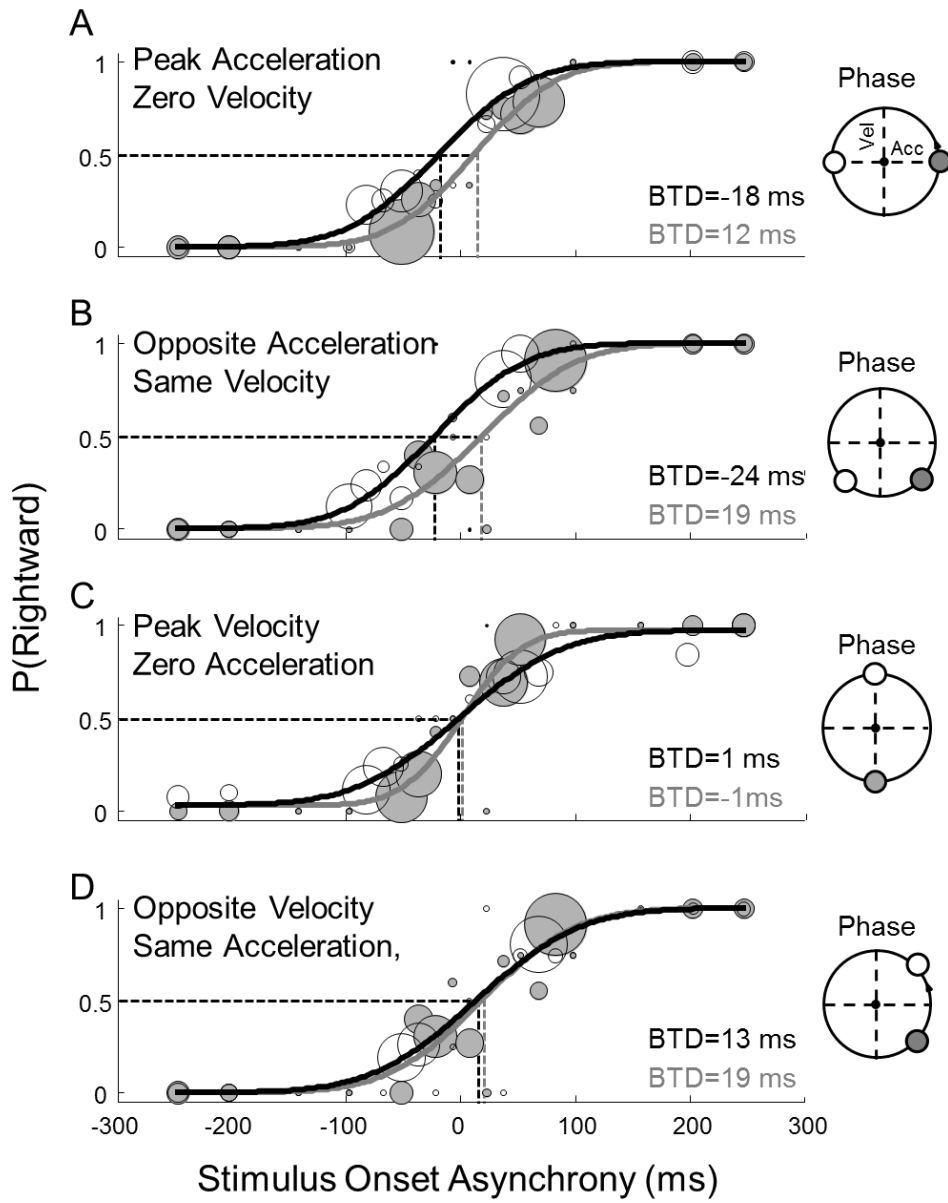 A
Peak Acceleration
Zero Velocity
1
0.5
0
BTD=-18 ms
BTD=12 ms
Phase
Vel
Acc
B
Opposite Acceleration
Same Velocity
1
0.5
0
BTD=-24 ms
BTD=19 ms
Phase
C
Peak Velocity
Zero Acceleration
1
0.5
0
BTD=1 ms
BTD=-1ms
Phase
D
Opposite Velocity
Same Acceleration,
1
0.5
0
BTD=13 ms
BTD=19 ms
Phase
P(Rightward)
-300 -200 -100 0 100 200 300
Stimulus Onset Asynchrony (ms)